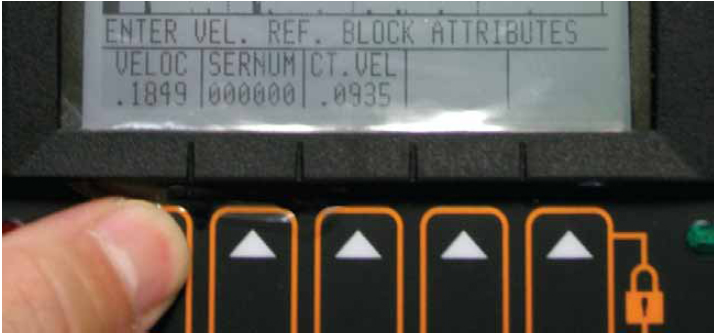 ENTER VEL. REF. BLOCK ATTRIBUTES
VELOC SERNUM CT.VEL
.1849 000000 .0935